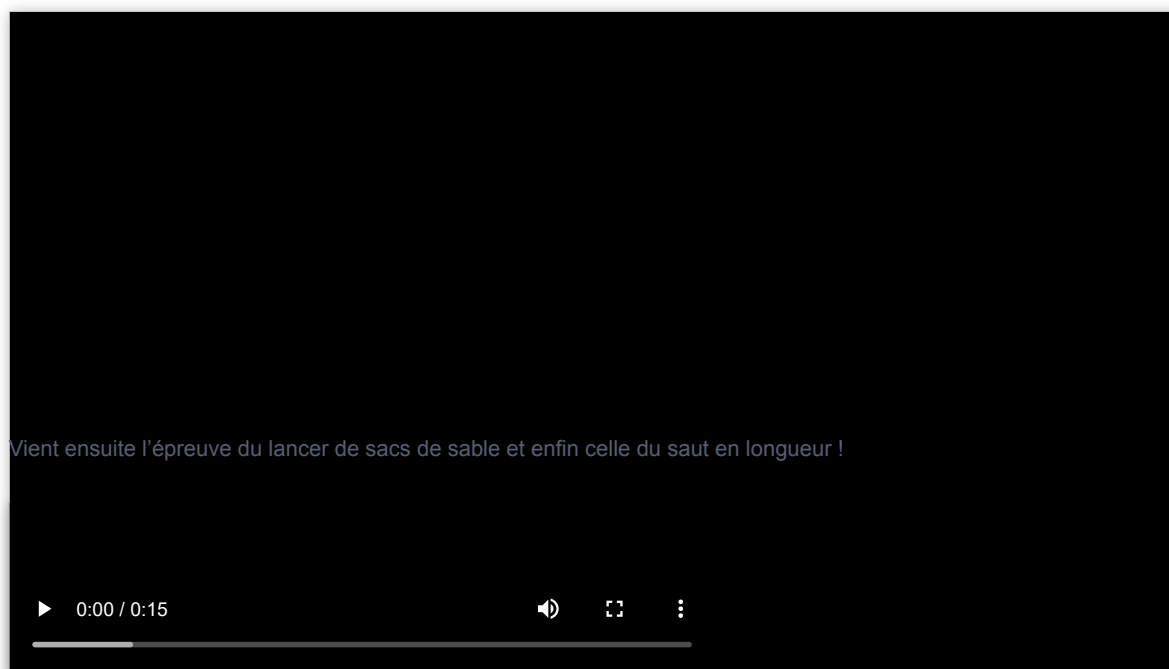 Vient ensuite l’épreuve du lancer de sacs de sable et enfin celle du saut en longueur !
0:00 / 0:15